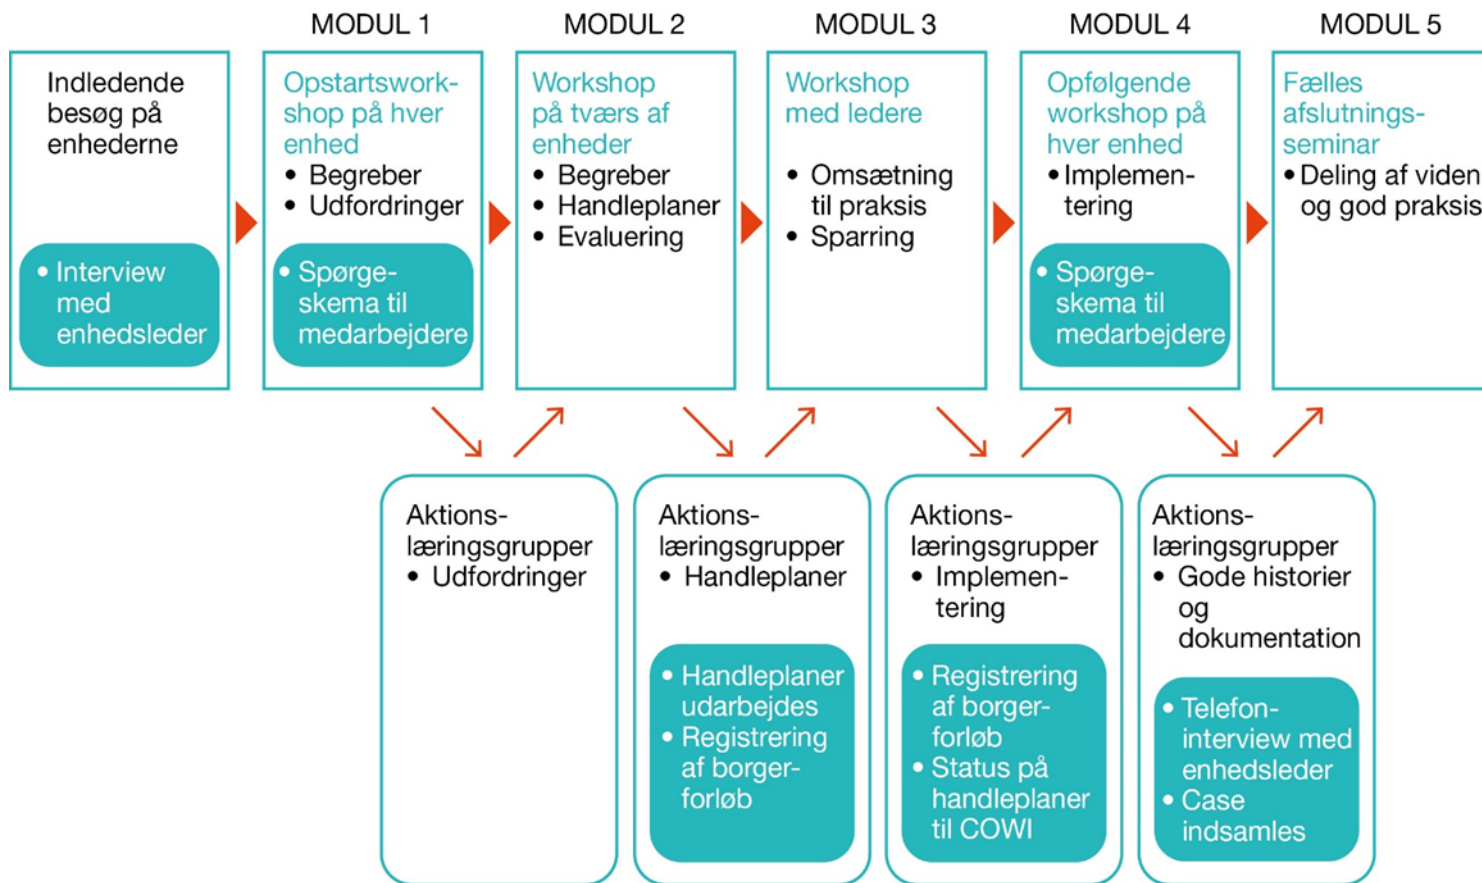 MODUL 1
MODUL 2
MODUL 3
MODUL 4
MODUL 5
Indledende
besøg på
enhederne
• Interview
med
enhedsleder
Opstartswork-
shop på hver
enhed
• Begreber
• Udfordringer
• Spørge-
skema til
medarbejdere
Workshop
på tværs af
enheder
• Begreber
• Handleplaner
• Evaluering
Workshop
med ledere
• Omsætning
til praksis
• Sparring
Opfølgende
workshop på
hver enhed
• Implemen-
tering
• Spørge-
skema til
medarbejdere
Fælles
afslutnings-
seminar
• Deling af viden
og god praksis
Aktions-
læringsgrupper
• Udfordringer
Aktions-
læringsgrupper
• Handleplaner
• Handleplaner
udarbejdes
• Registrering
af borger-
forløb
Aktions-
læringsgrupper
• Implemen-
tering
• Registrering
af borger-
forløb
• Status på
handleplaner
til COWI
Aktions-
læringsgrupper
• Gode historier
og
dokumentation
• Telefon-
interview med
enhedsleder
• Case
indsamles